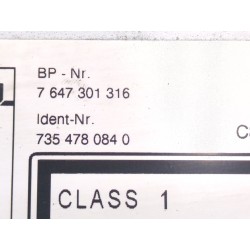 BP - Nr.
7 647 301 316
Ident-Nr.
735 478 084 0
CLASS 1